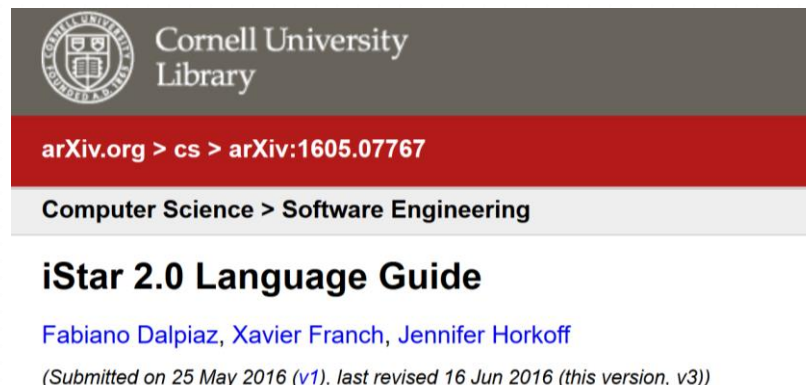 Cornell University
Library
arXiv.org > cs > arXiv:1605.07767
Computer Science > Software Engineering
iStar 2.0 Language Guide
Fabiano Dalpiaz, Xavier Franch, Jennifer Horkoff
(Submitted on 25 May 2016 (v1), last revised 16 Jun 2016 (this version, v3))